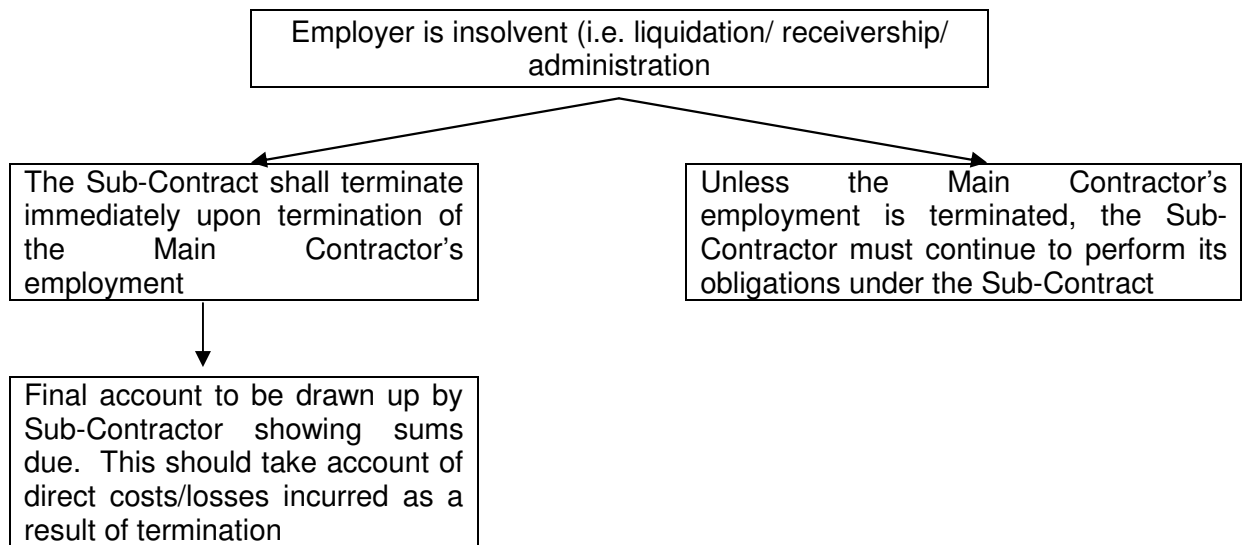 Employer is insolvent (i.e. liquidation/ receivership/
administration
The Sub-Contract shall terminate
immediately upon termination of
the Main Contractor's
employment
Unless the Main Contractor's
employment is terminated, the Sub-
Contractor must continue to perform its
obligations under the Sub-Contract
Final account to be drawn up by
Sub-Contractor showing sums
due. This should take account of
direct costs/losses incurred as a
result of termination